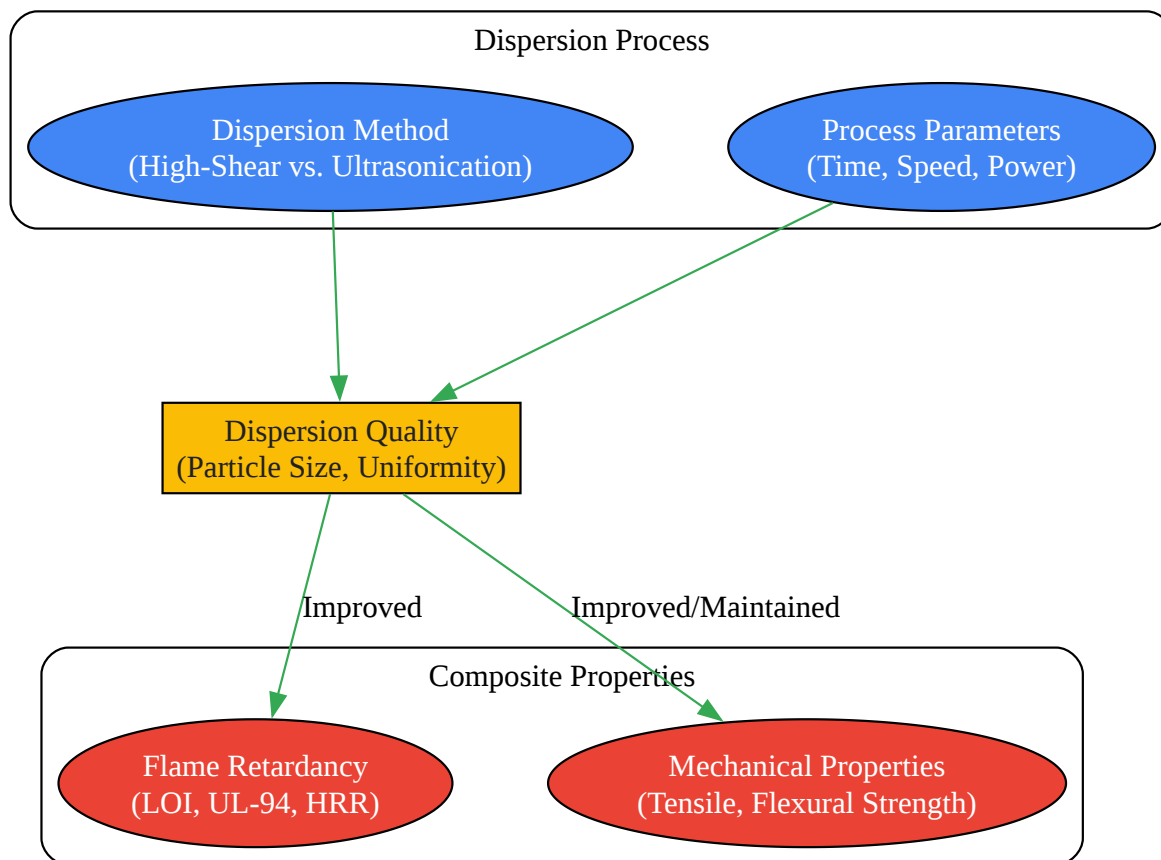 Dispersion Process
Dispersion Method
(High-Shear vs. Ultrasonication)
Process Parameters
(Time, Speed, Power)
Dispersion Quality
(Particle Size, Uniformity)
Improved
Improved/Maintained
Composite Properties
Flame Retardancy
(LOI, UL-94, HRR)
Mechanical Properties
(Tensile, Flexural Strength)